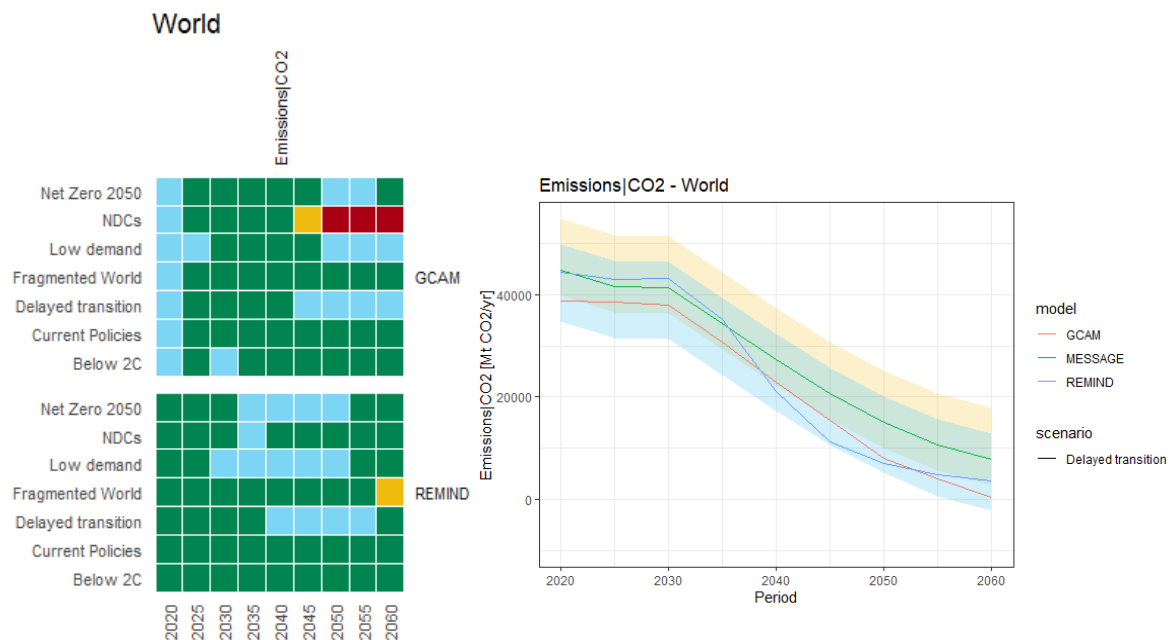 World
Emissions|CO2
Net Zero 2050
NDCs
Low demand
Fragmented World
Delayed transition
Current Policies
Below 2C
GCAM
Net Zero 2050
NDCs
Low demand
Fragmented World
Delayed transition
Current Policies
Below 2C
REMIND
2020
2025
2030
2035
2040
2045
2050
2055
2060
Emissions|CO2 - World
Emissions|CO2 [Mt CO2/yr]
40000
20000
0
2020
2030
2040
2050
2060
Period
model
GCAM
MESSAGE
REMIND
scenario
Delayed transition